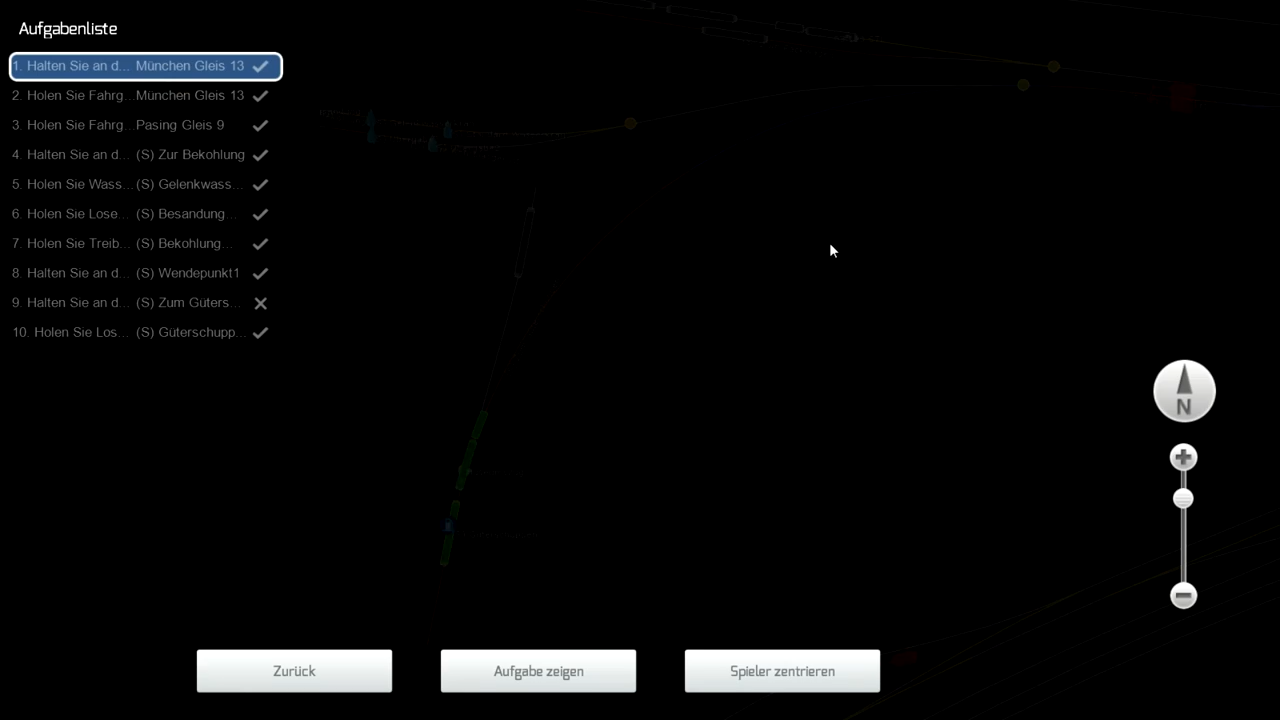 Aufgabenliste
1. Halten Sie an d... München Gleis 13
2. Holen Sie Fahrg... München Gleis 13
3. Holen Sie Fahrg... Pasing Gleis 9
4. Halten Sie an d... (S) Zur Bekohlung
5. Holen Sie Wass... (S) Gelenkwass...
6. Holen Sie Lose... (S) Besandung...
7. Holen Sie Treib... (S) Bekohlung...
8. Halten Sie an d... (S) Wendepunkt1
9. Halten Sie an d... (S) Zum Güters...
10. Holen Sie Los... (S) Güterschupp...
N
Zurück
Aufgabe zeigen
Spieler zentrieren